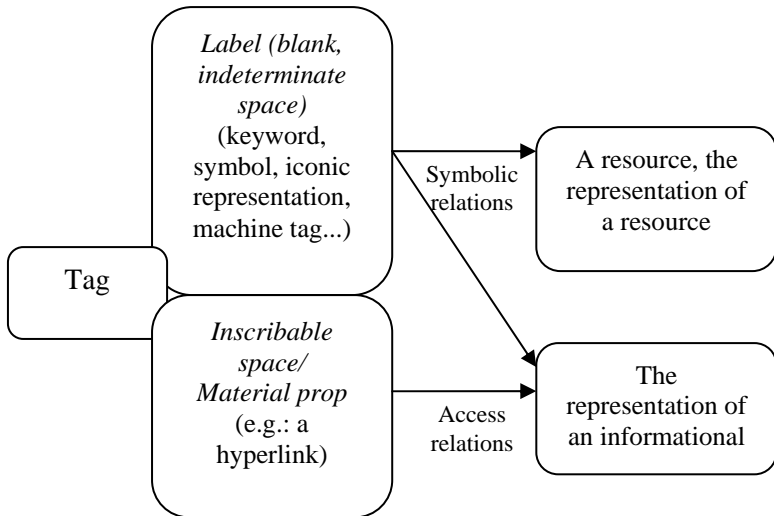 Label (blank,
indeterminate
space)
(keyword,
symbol, iconic
representation,
machine tag...)
Tag
Inscribable
space/
Material prop
(e.g.: a
hyperlink)
Symbolic
relations
Access
relations
A resource, the
representation of
a resource
The
representation of
an informational